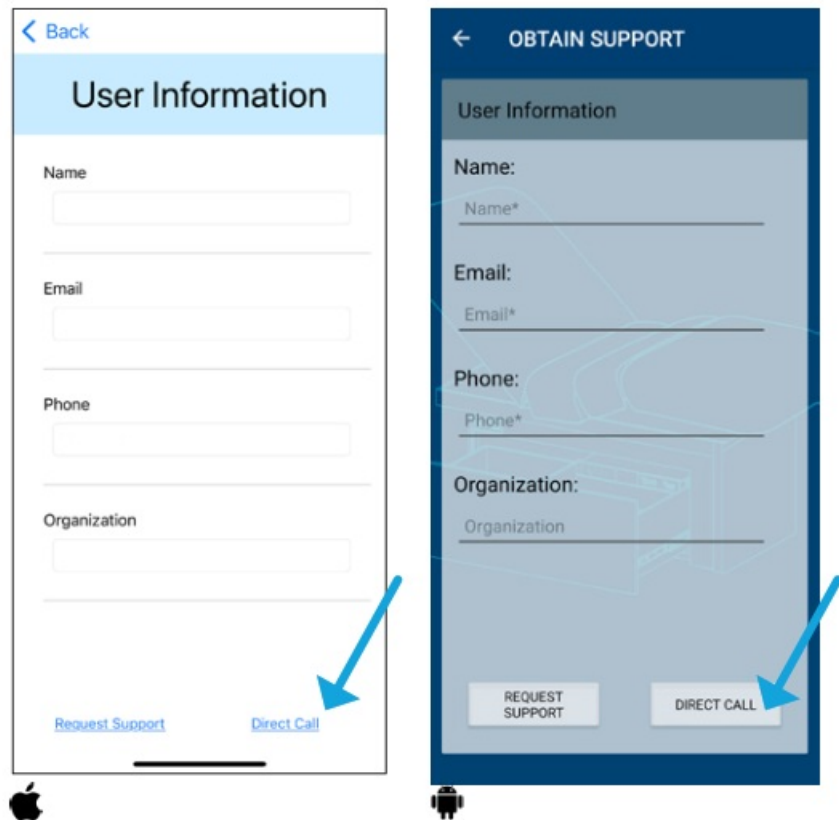 Back
User Information
Name
Email
Phone
Organization
Request Support
Direct Call
OBTAIN SUPPORT
User Information
Name:
Name*
Email:
Email*
Phone:
Phone*
Organization:
Organization
REQUEST
SUPPORT
DIRECT CALL